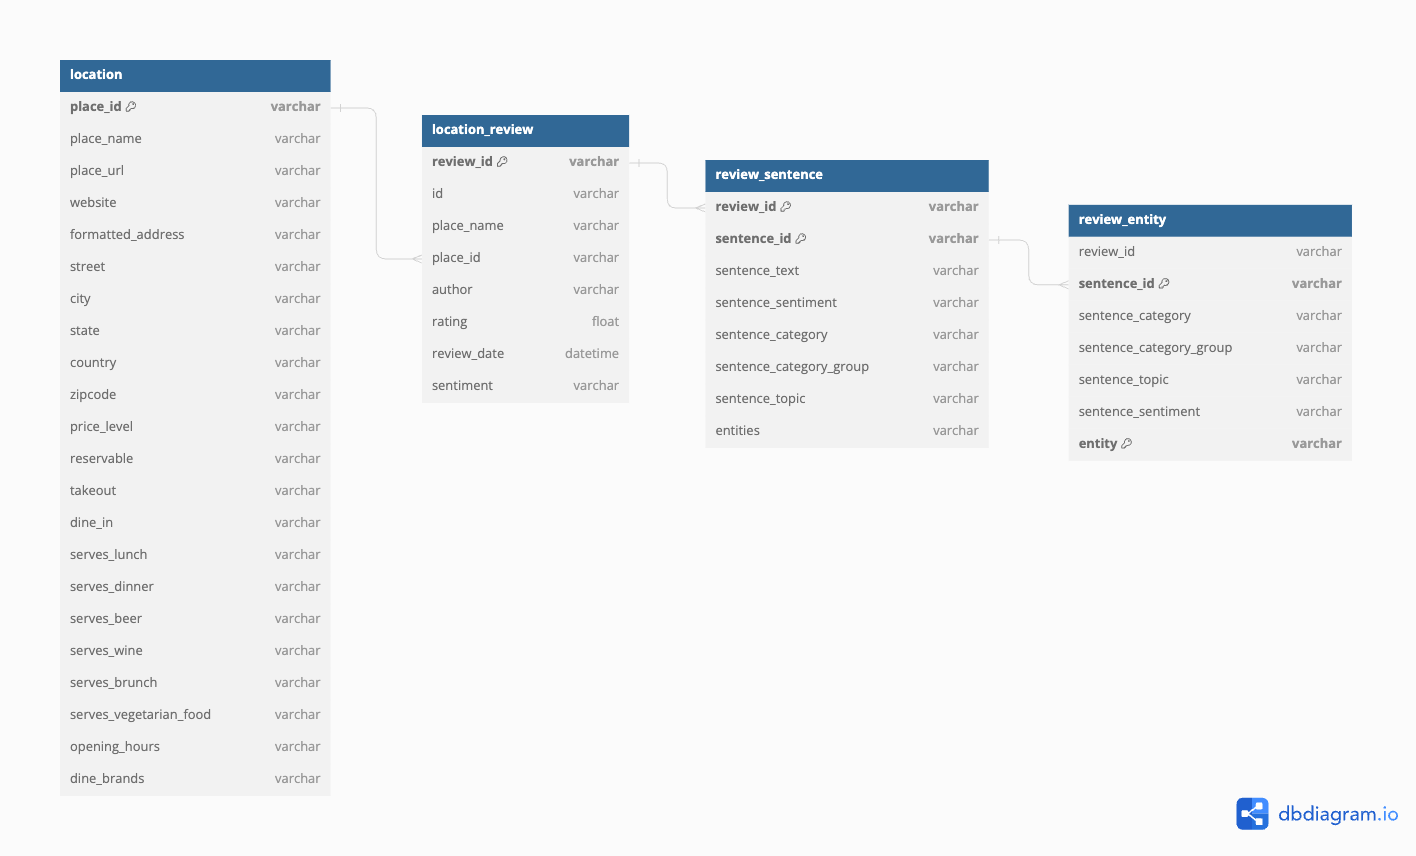 location
place_id varchar
place_name varchar
place_url varchar
website varchar
formatted_address varchar
street varchar
city varchar
state varchar
country varchar
zipcode varchar
price_level varchar
reservable varchar
takeout varchar
dine_in varchar
serves_lunch varchar
serves_dinner varchar
serves_beer varchar
serves_wine varchar
serves_brunch varchar
serves_vegetarian_food varchar
opening_hours varchar
dine_brands varchar
location_review
review_id varchar
id varchar
place_name varchar
place_id varchar
author varchar
rating float
review_date datetime
sentiment varchar
review_sentence
review_id varchar
sentence_id varchar
sentence_text varchar
sentence_sentiment varchar
sentence_category varchar
sentence_category_group varchar
sentence_topic varchar
entities varchar
review_entity
review_id varchar
sentence_id varchar
sentence_category varchar
sentence_category_group varchar
sentence_topic varchar
sentence_sentiment varchar
entity varchar
dbdiagram.io